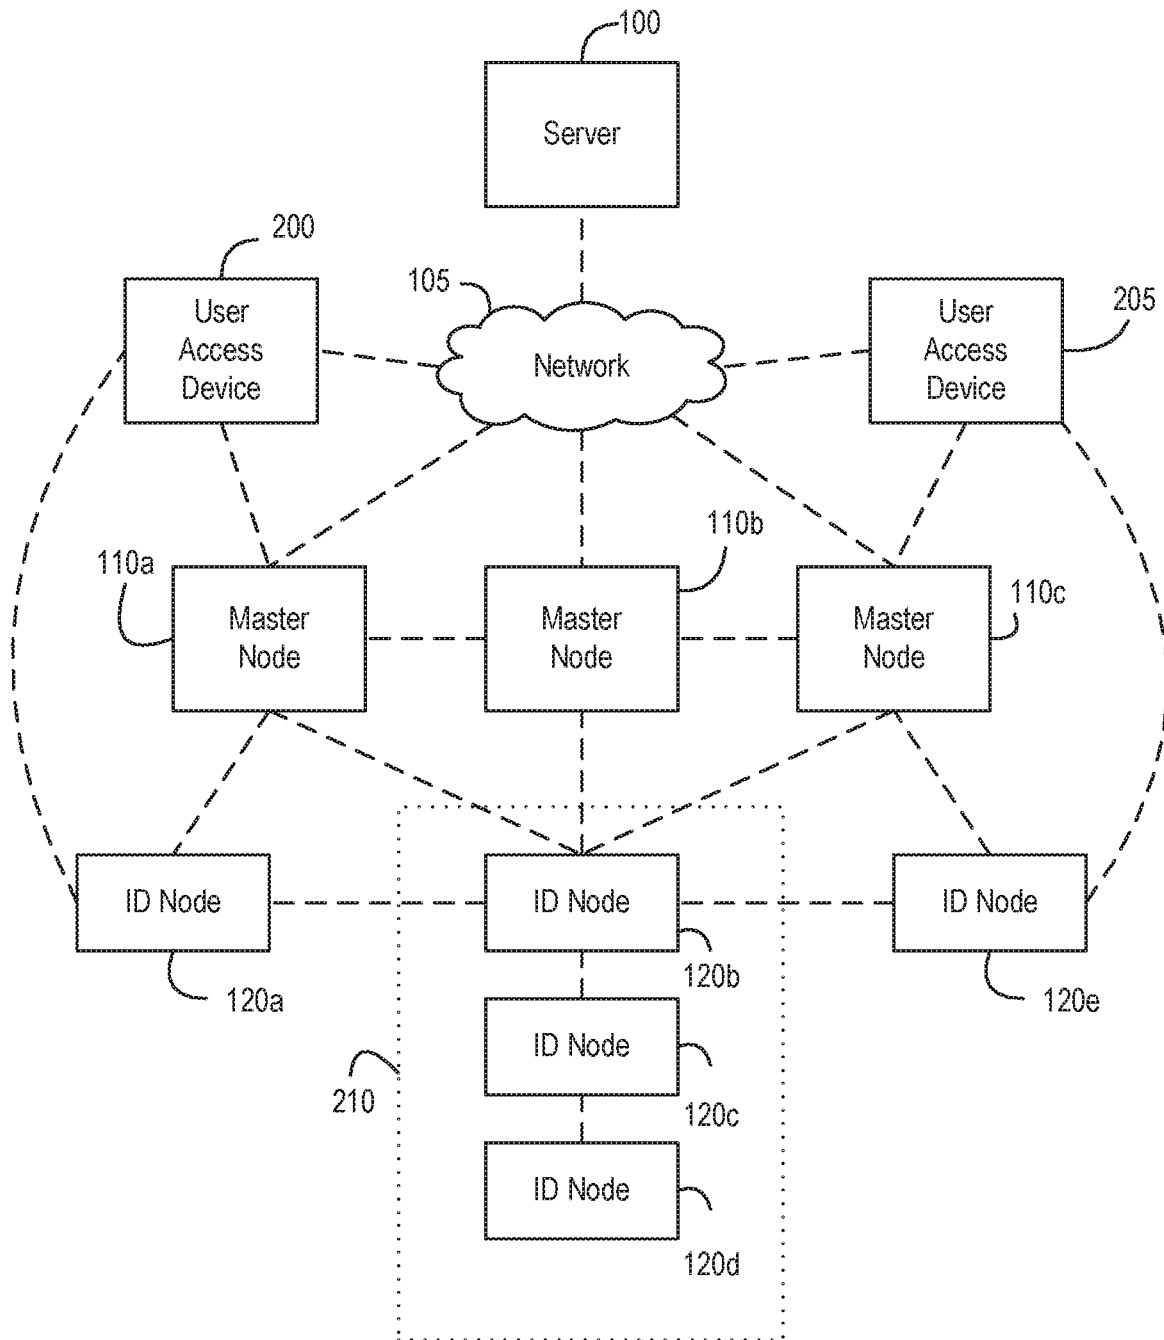 100
Server
200
105
User
Access
Device
Network
User
Access
Device
205
110a
110b
110c
Master
Node
Master
Node
Master
Node
ID Node
ID Node
ID Node
120a
120b
120e
ID Node
210
120c
ID Node
120d